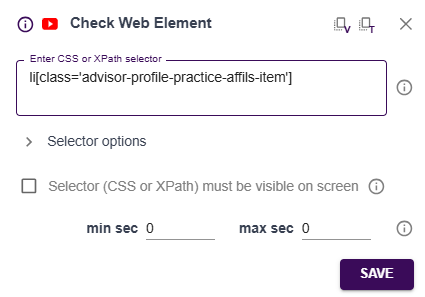 Check Web Element
V
T
Enter CSS or XPath selector
li[class='advisor-profile-practice-affils-item']
Selector options
Selector (CSS or XPath) must be visible on screen
min sec 0 max sec 0
SAVE